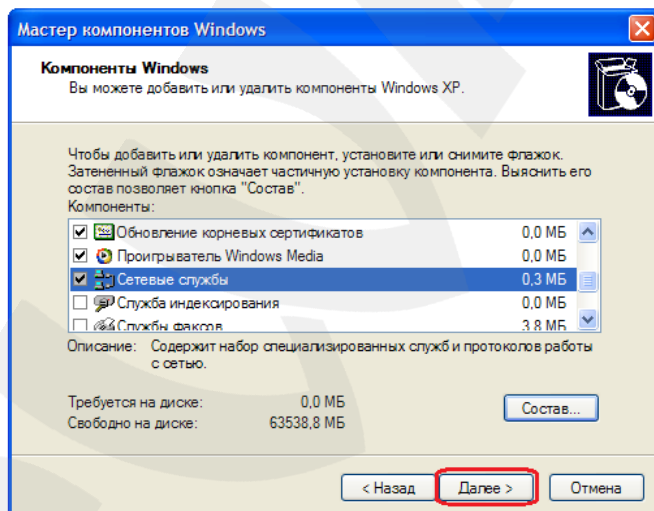 Мастер компонентов Windows
Компоненты Windows
Вы можете добавить или удалить компоненты Windows XP.
Чтобы добавить или удалить компонент, установите или снимите флажок.
Затененный флажок означает частичную установку компонента. Выяснить его
состав позволяет кнопка "Состав".
Компоненты:
Обновление корневых сертификатов 0,0 МБ
Проигрыватель Windows Media 0,0 МБ
Сетевые службы 0,3 МБ
Служба индексирования 0,0 МБ
Службы факсов 3,8 МБ
Описание: Содержит набор специализированных служб и протоколов работы
с сетью.
Требуется на диске: 0,0 МБ
Свободно на диске: 63538,8 МБ
Состав...
< Назад Далее > Отмена